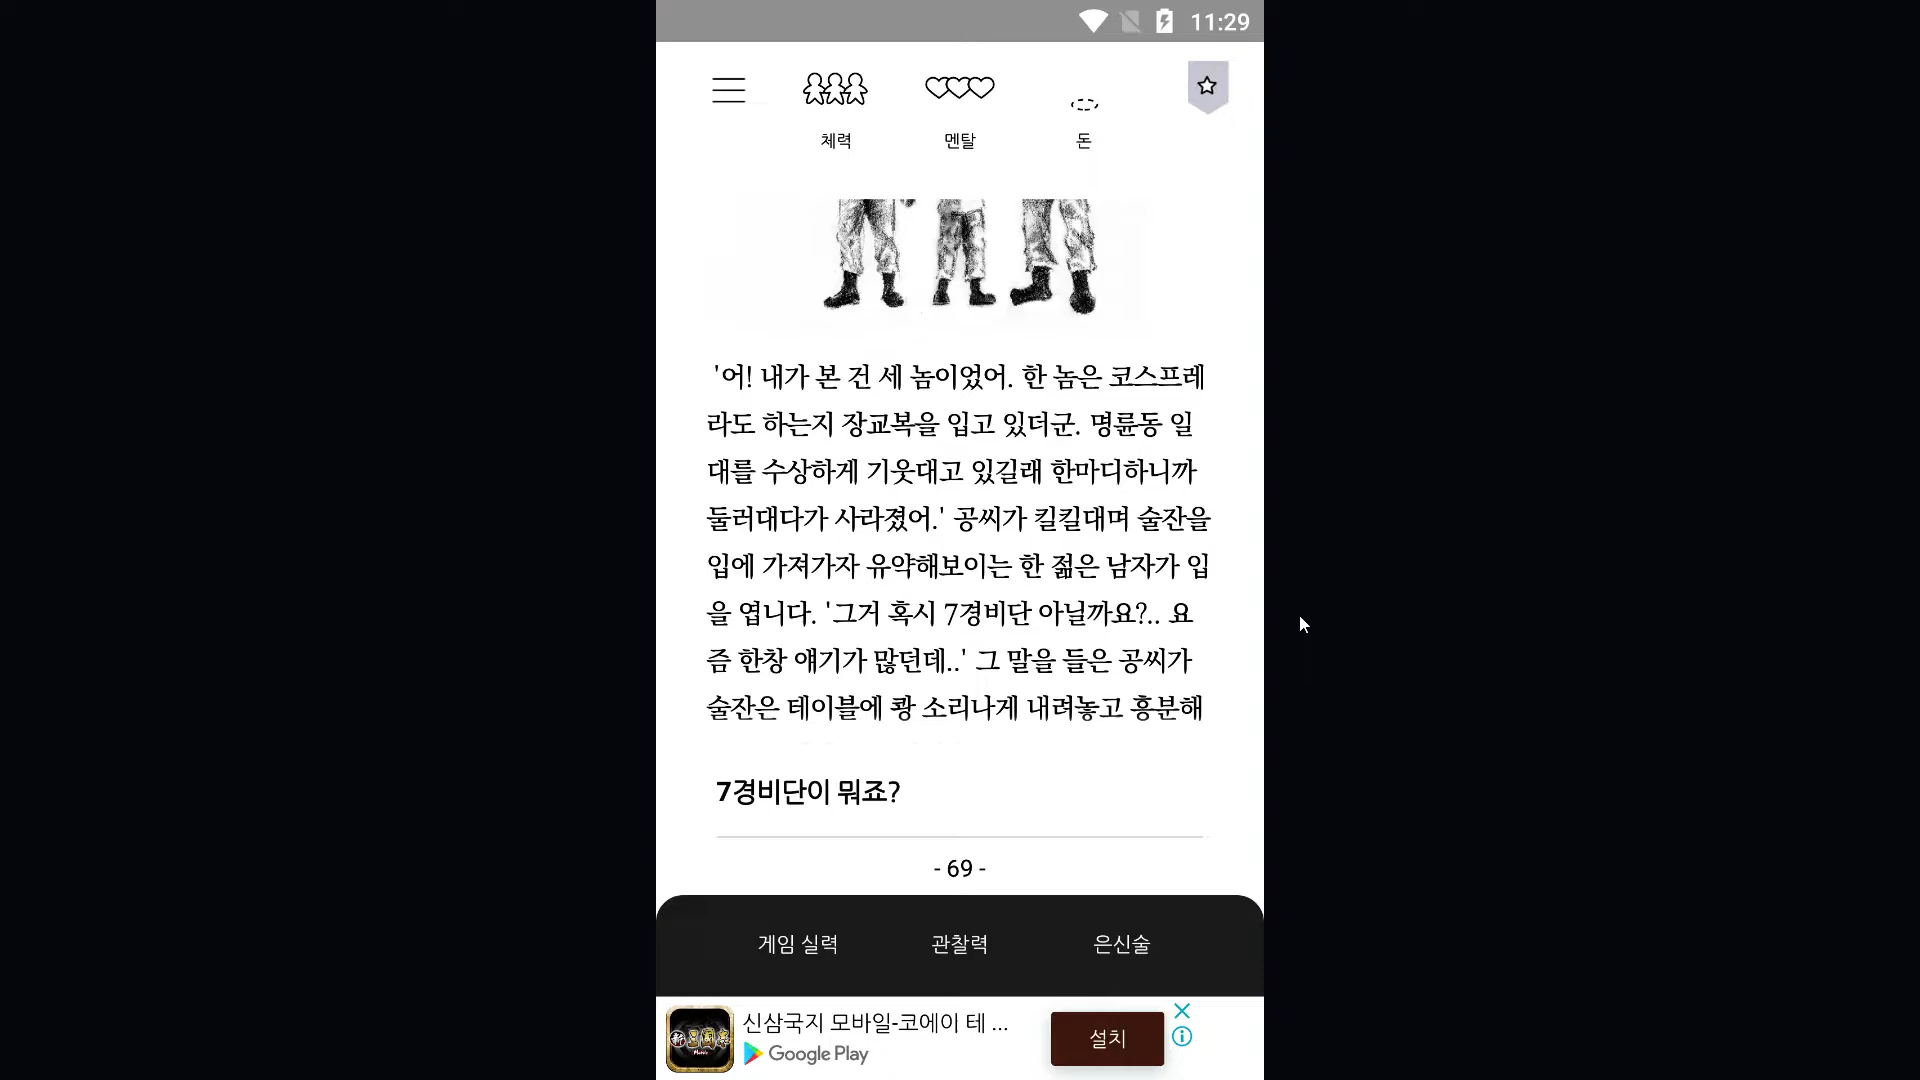 11:29
체력
멘탈
돈
'어! 내가 본 건 세 놈이었어. 한 놈은 코스프레
라도 하는지 장교복을 입고 있더군. 명륜동 일
대를 수상하게 기웃대고 있길래 한마디하니까
둘러대다가 사라졌어.' 공씨가 킬킬대며 술잔을
입에 가져가자 유약해보이는 한 젊은 남자가 입
을 엽니다. '그거 혹시 7경비단 아닐까요?.. 요
즘 한창 얘기가 많던데..' 그 말을 들은 공씨가
술잔은 테이블에 쾅 소리나게 내려놓고 흥분해
7경비단이 뭐죠?
- 69 -
게임 실력 관찰력 은신술
신삼국지 모바일-코에이 테 ...
Google Play
설치